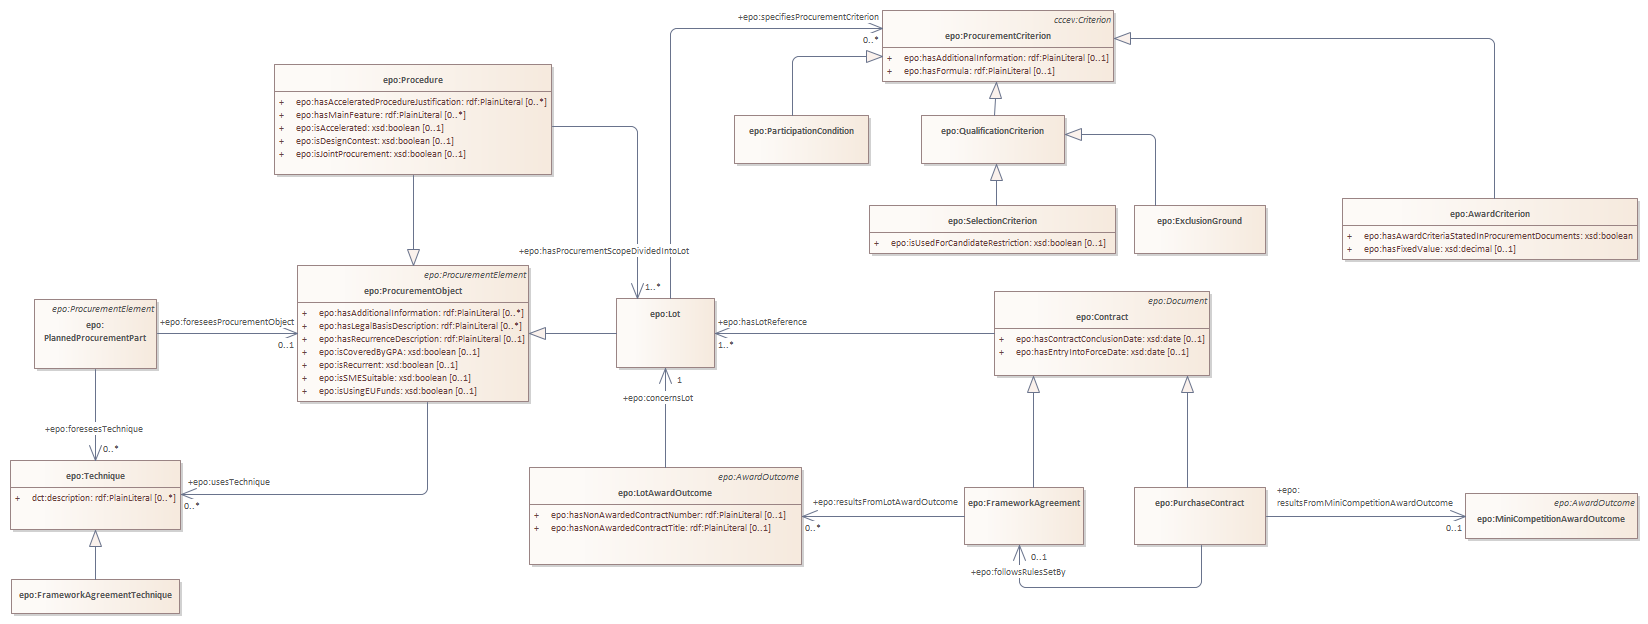 +epo:specifiesProcurementCriterion
0..*
cccev:Criterion
epo:ProcurementCriterion
+ epo:hasAdditionalInformation: rdf:PlainLiteral [0..1]
+ epo:hasFormula: rdf:PlainLiteral [0..1]
epo:Procedure
+ epo:hasAcceleratedProcedureJustification: rdf:PlainLiteral [0..*]
+ epo:hasMainFeature: rdf:PlainLiteral [0..*]
+ epo:isAccelerated: xsd:boolean [0..1]
+ epo:isDesignContest: xsd:boolean [0..1]
+ epo:isJointProcurement: xsd:boolean [0..1]
epo:ParticipationCondition
epo:QualificationCriterion
epo:SelectionCriterion
+ epo:isUsedForCandidateRestriction: xsd:boolean [0..1]
epo:ExclusionGround
epo:AwardCriterion
+ epo:hasAwardCriteriaStatedInProcurementDocuments: xsd:boolean
+ epo:hasFixedValue: xsd:decimal [0..1]
+epo:hasProcurementScopeDividedIntoLot
1..*
epo:ProcurementElement
epo:ProcurementObject
+ epo:hasAdditionalInformation: rdf:PlainLiteral [0..*]
+ epo:hasLegalBasisDescription: rdf:PlainLiteral [0..*]
+ epo:hasRecurrenceDescription: rdf:PlainLiteral [0..1]
+ epo:isCoveredByGPA: xsd:boolean [0..1]
+ epo:isRecurrent: xsd:boolean [0..1]
+ epo:isSMESuitable: xsd:boolean [0..1]
+ epo:isUsingEUFunds: xsd:boolean [0..1]
epo:ProcurementElement
epo:
PlannedProcurementPart
+epo:foreseesProcurementObject
0..1
epo:Lot
+epo:hasLotReference
1..*
epo:Document
epo:Contract
+ epo:hasContractConclusionDate: xsd:date [0..1]
+ epo:hasEntryIntoForceDate: xsd:date [0..1]
1
+epo:concernsLot
+epo:foreseesTechnique
0..*
epo:Technique
+ dct:description: rdf:PlainLiteral [0..*]
+epo:usesTechnique
0..*
epo:AwardOutcome
epo:LotAwardOutcome
+ epo:hasNonAwardedContractNumber: rdf:PlainLiteral [0..1]
+ epo:hasNonAwardedContractTitle: rdf:PlainLiteral [0..1]
+epo:resultsFromLotAwardOutcome
0..*
epo:FrameworkAgreement
epo:PurchaseContract
+epo:
resultsFromMiniCompetitionAwardOutcome
0..1
epo:AwardOutcome
epo:MiniCompetitionAwardOutcome
0..1
+epo:followsRulesSetBy
epo:FrameworkAgreementTechnique